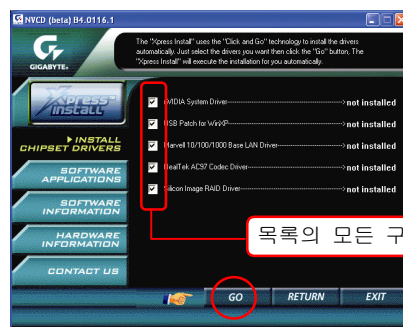 NVCD (beta) B4.0116.1
GIGABYTE™
The "Xpress Install" uses the "Click and Go" technology to install the drivers
automatically. Just select the drivers you want then click the "Go" button, The
"Xpress Install" will execute the installation for you automatically.
Xpress™
INSTALL
INSTALL
CHIPSET DRIVERS
SOFTWARE
APPLICATIONS
SOFTWARE
INFORMATION
HARDWARE
INFORMATION
CONTACT US
nVIDIA System Driver not installed
USB Patch for WinXP not installed
Marvell 10/100/1000 Base LAN Driver not installed
RealTek AC97 Codec Driver not installed
Silicon Image RAID Driver not installed
목록의 모든 구
GO RETURN EXIT